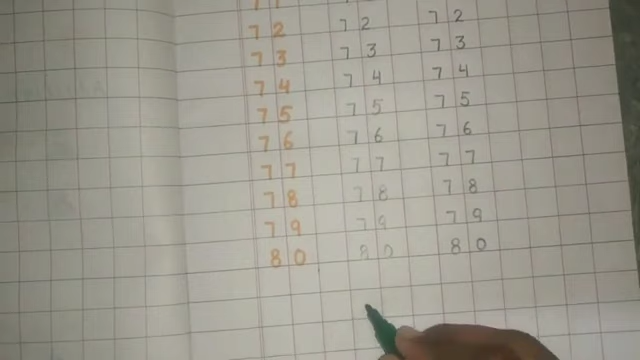 72 72 72
73 73 73
74 74 74
75 75 75
76 76 76
77 77 77
78 78 78
79 79 79
80 80 80